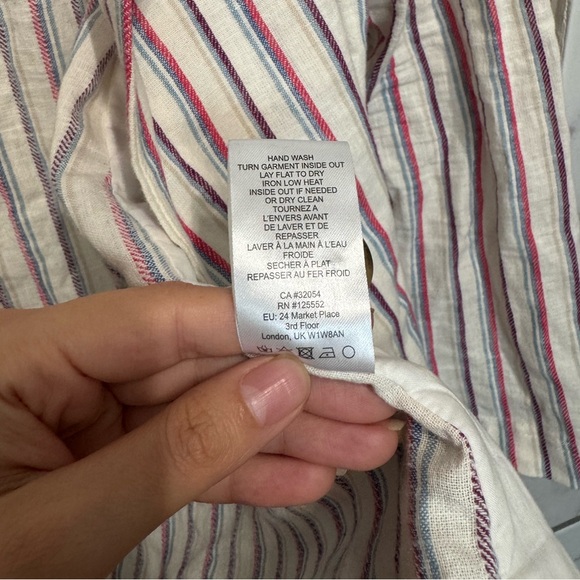 HAND WASH
TURN GARMENT INSIDE OUT
LAY FLAT TO DRY
IRON LOW HEAT
INSIDE OUT IF NEEDED
OR DRY CLEAN
TOURNEZ A
L'ENVERS AVANT
DE LAVER ET DE
REPASSER
LAVER À LA MAIN À L'EAU
FROIDE
SECHER À PLAT
REPASSER AU FER FROID
CA #32054
RN #125552
EU: 24 Market Place
3rd Floor
London, UK W1W8AN